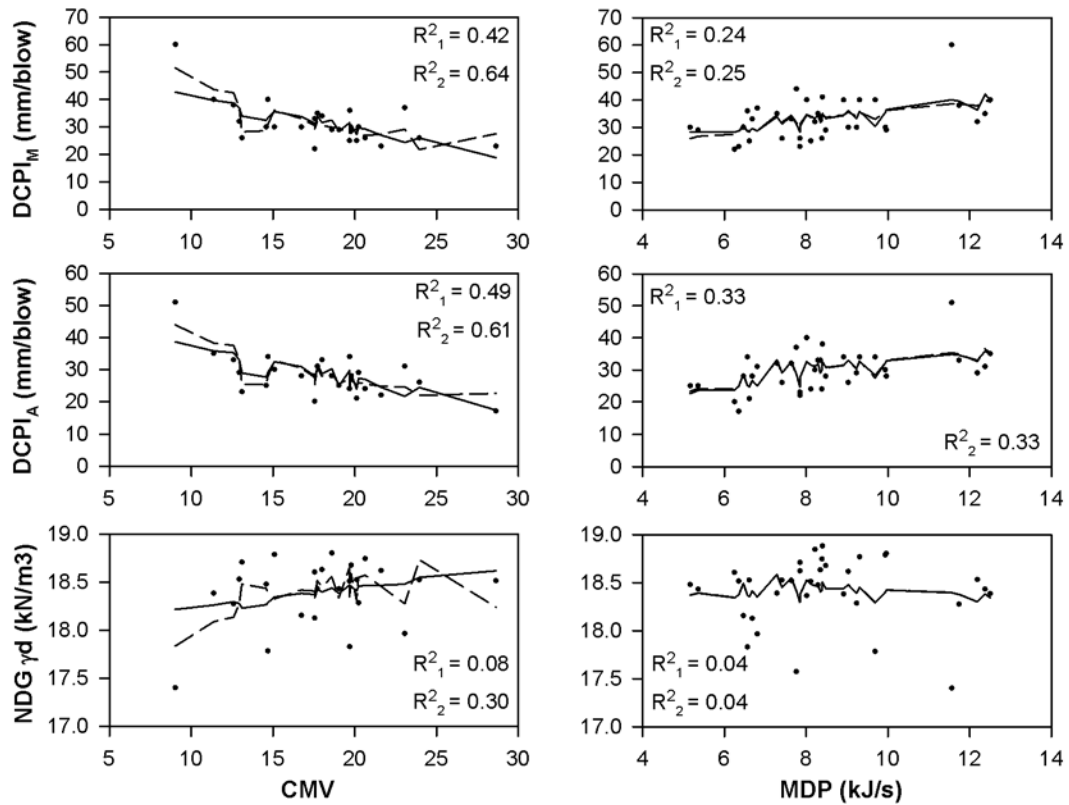 DCPI_M (mm/blow)
70
60
50
40
30
20
10
0
R²₁ = 0.42
R²₂ = 0.64
5 10 15 20 25 30
70
60
50
40
30
20
10
0
R²₁ = 0.24
R²₂ = 0.25
4 6 8 10 12 14
DCPI_A (mm/blow)
60
50
40
30
20
10
0
R²₁ = 0.49
R²₂ = 0.61
5 10 15 20 25 30
60
50
40
30
20
10
0
R²₁ = 0.33
R²₂ = 0.33
4 6 8 10 12 14
NDG γd (kN/m3)
19.0
18.5
18.0
17.5
17.0
R²₁ = 0.08
R²₂ = 0.30
5 10 15 20 25 30
CMV
19.0
18.5
18.0
17.5
17.0
R²₁ = 0.04
R²₂ = 0.04
4 6 8 10 12 14
MDP (kJ/s)